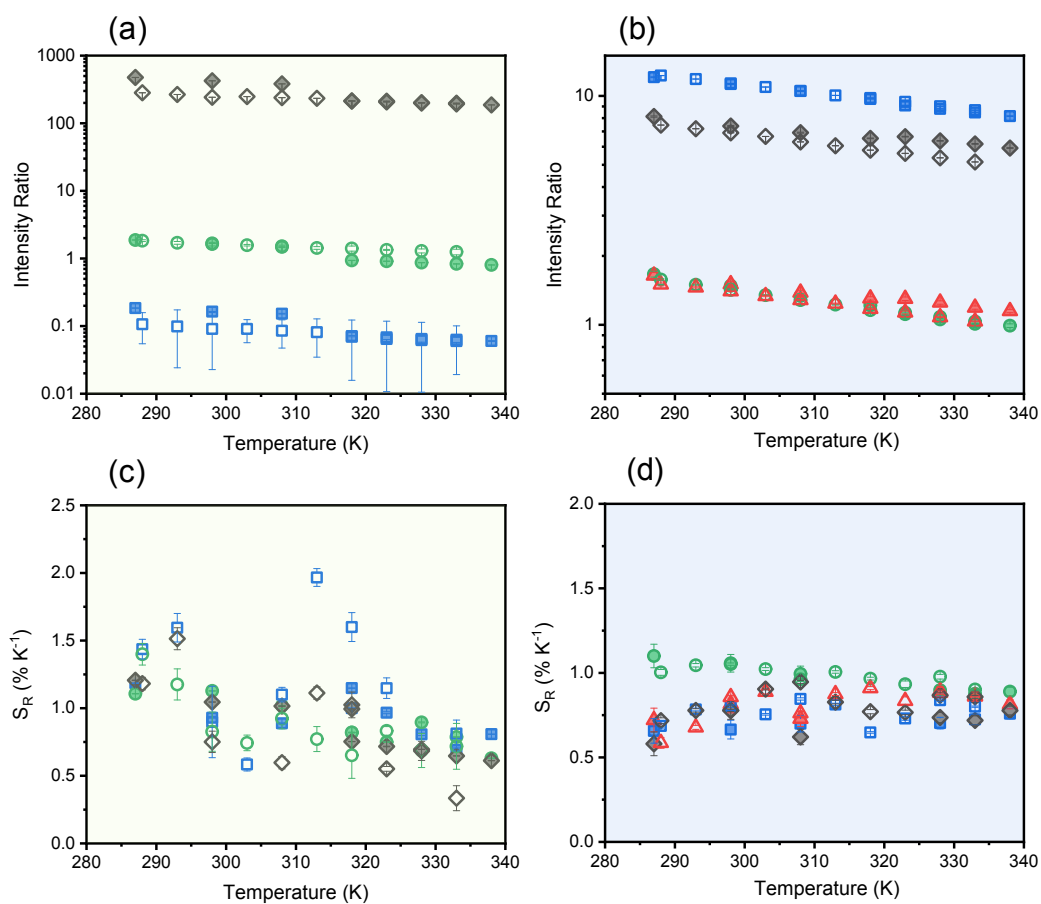 (a)
(b)
1000
100
10
1
0.1
0.01
Intensity Ratio
280 290 300 310 320 330 340
Temperature (K)
10
1
Intensity Ratio
280 290 300 310 320 330 340
Temperature (K)
(c)
(d)
2.5
2.0
1.5
1.0
0.5
0.0
S_R (% K⁻¹)
280 290 300 310 320 330 340
Temperature (K)
2.0
1.5
1.0
0.5
0.0
S_R (% K⁻¹)
280 290 300 310 320 330 340
Temperature (K)